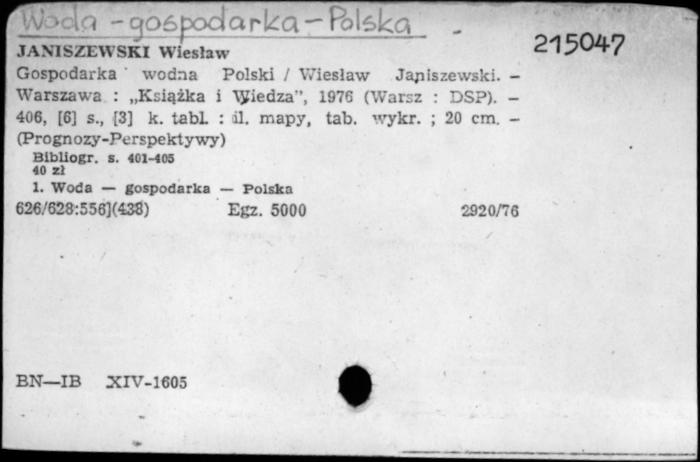 Woda - gospodarka - Polska
215047
JANISZEWSKI Wiesław
Gospodarka wodna Polski / Wiesław Janiszewski. —
Warszawa : „Książka i Wiedza”, 1976 (Warsz : DSP). —
406, [6] s., [3] k. tabl. : il. mapy, tab. wykr. ; 20 cm. —
(Prognozy-Perspektywy)
Bibliogr. s. 401-405
40 zł
1. Woda — gospodarka — Polska
626/628:556](438) Egz. 5000 2920/76
BN—IB XIV-1605